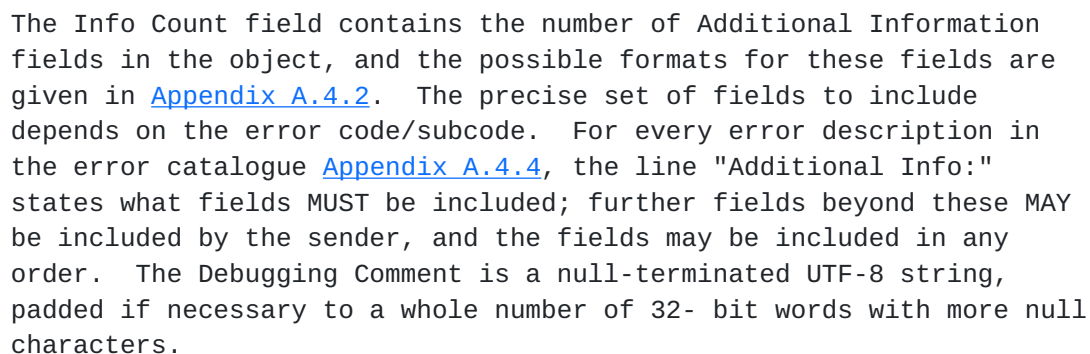 The Info Count field contains the number of Additional Information
fields in the object, and the possible formats for these fields are
given in Appendix A.4.2.  The precise set of fields to include
depends on the error code/subcode.  For every error description in
the error catalogue Appendix A.4.4, the line "Additional Info:"
states what fields MUST be included; further fields beyond these MAY
be included by the sender, and the fields may be included in any
order.  The Debugging Comment is a null-terminated UTF-8 string,
padded if necessary to a whole number of 32- bit words with more null
characters.